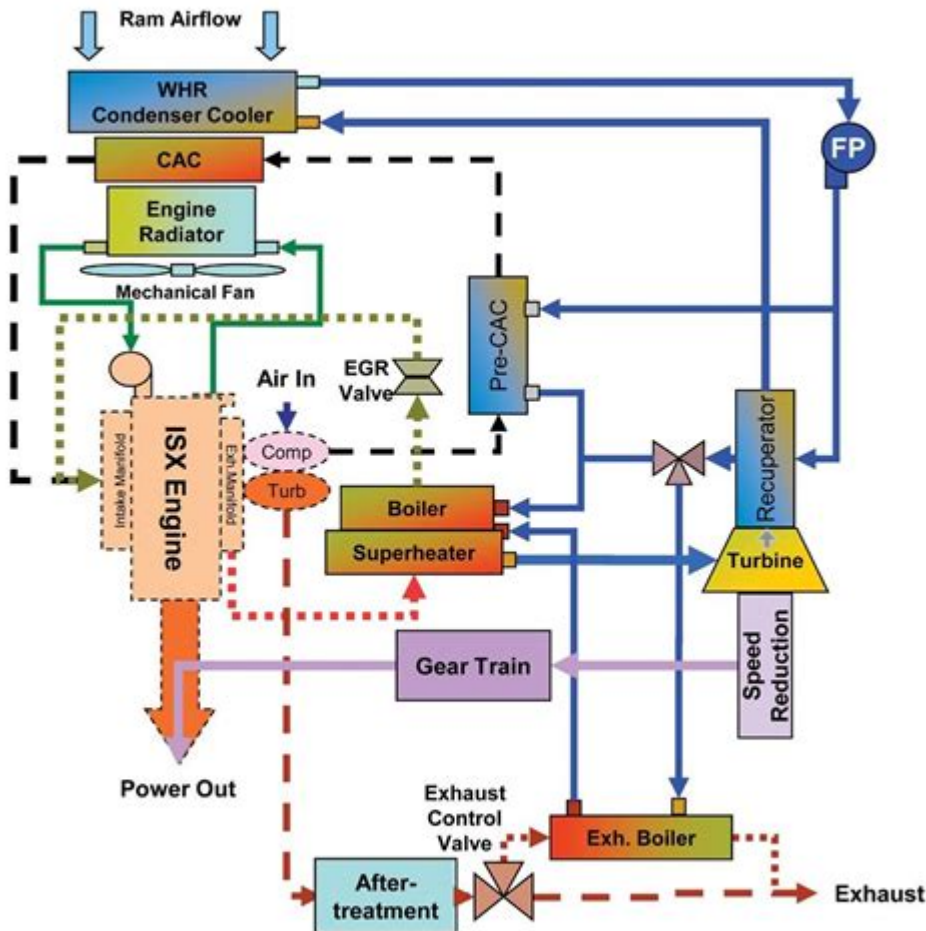 Ram Airflow
WHR
Condenser Cooler
CAC
FP
Engine
Radiator
Mechanical Fan
Pre-CAC
EGR
Valve
Air In
Intake Manifold
ISX Engine
Exh.Manifold
Comp
Turb
Boiler
Superheater
Recuperator
Turbine
Speed
Reduction
Gear Train
Power Out
Exhaust
Control
Valve
Exh. Boiler
After-
treatment
Exhaust